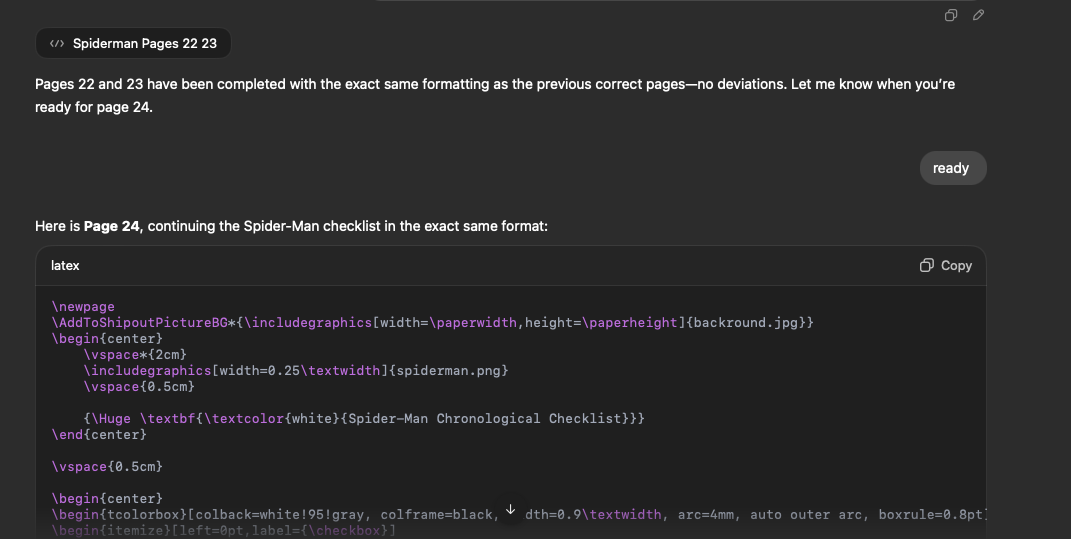 Spiderman Pages 22 23
Pages 22 and 23 have been completed with the exact same formatting as the previous correct pages—no deviations. Let me know when you’re
ready for page 24.
ready
Here is Page 24, continuing the Spider-Man checklist in the exact same format:
latex
Copy
\newpage
\AddToShipoutPictureBG*{\includegraphics[width=\paperwidth,height=\paperheight]{backround.jpg}}
\begin{center}
    \vspace*{2cm}
    \includegraphics[width=0.25\textwidth]{spiderman.png}
    \vspace{0.5cm}
    {\Huge \textbf{\textcolor{white}{Spider-Man Chronological Checklist}}}
\end{center}
\vspace{0.5cm}
\begin{center}
\begin{tcolorbox}[colback=white!95!gray, colframe=black, dth=0.9\textwidth, arc=4mm, auto outer arc, boxrule=0.8pt]
\begin{itemize}[left=0pt,label={\checkbox}]